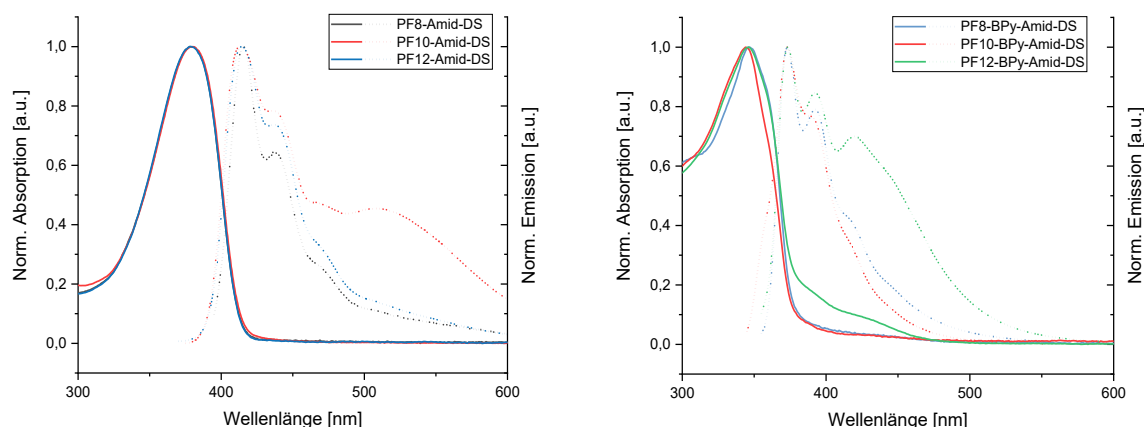 PF8-Amid-DS
PF10-Amid-DS
PF12-Amid-DS
1,0
0,8
0,6
0,4
0,2
0,0
Norm. Absorption [a.u.]
Norm. Emission [a.u.]
300
400
500
600
Wellenlänge [nm]
PF8-BPy-Amid-DS
PF10-BPy-Amid-DS
PF12-BPy-Amid-DS
1,0
0,8
0,6
0,4
0,2
0,0
Norm. Absorption [a.u.]
Norm. Emission [a.u.]
300
400
500
600
Wellenlänge [nm]